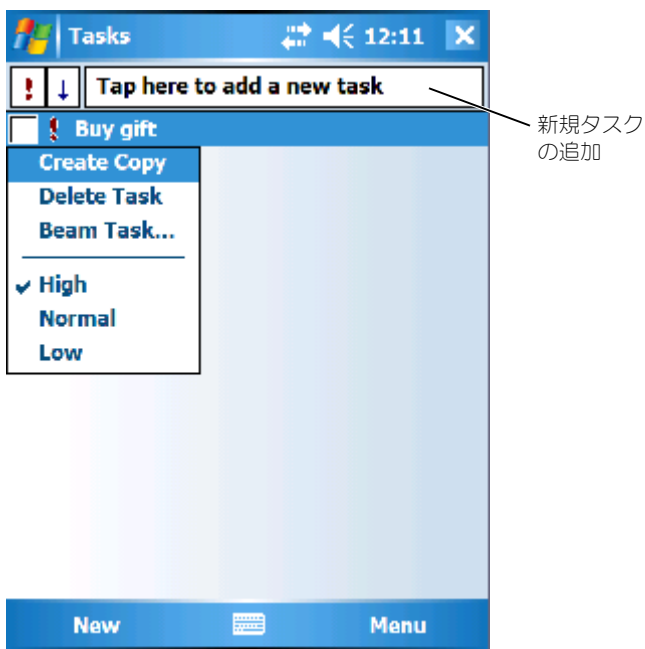 Tasks 12:11
Tap here to add a new task
新規タスク
の追加
Buy gift
Create Copy
Delete Task
Beam Task...
High
Normal
Low
New Menu